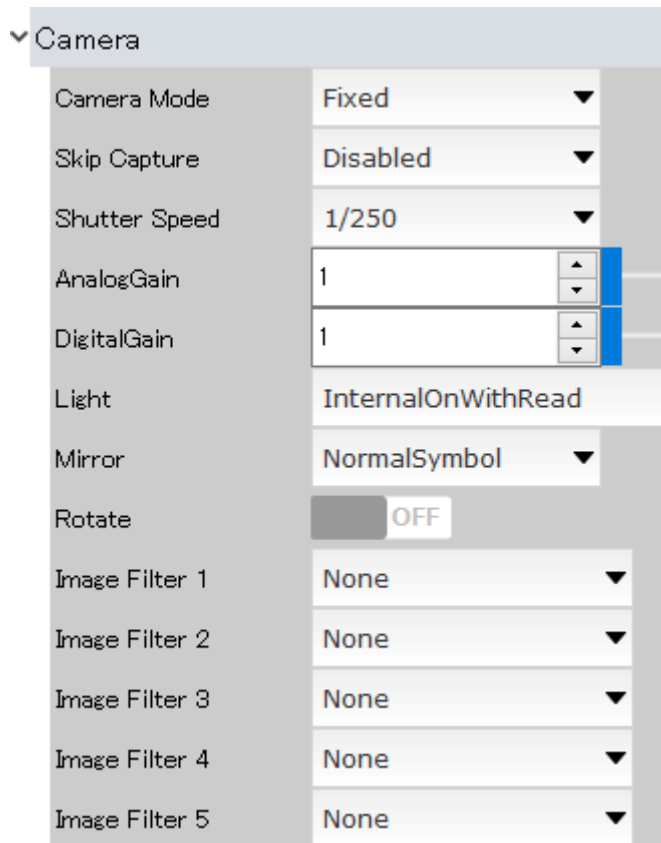 Camera
Camera Mode Fixed
Skip Capture Disabled
Shutter Speed 1/250
AnalogGain 1
DigitalGain 1
Light InternalOnWithRead
Mirror NormalSymbol
Rotate OFF
Image Filter 1 None
Image Filter 2 None
Image Filter 3 None
Image Filter 4 None
Image Filter 5 None